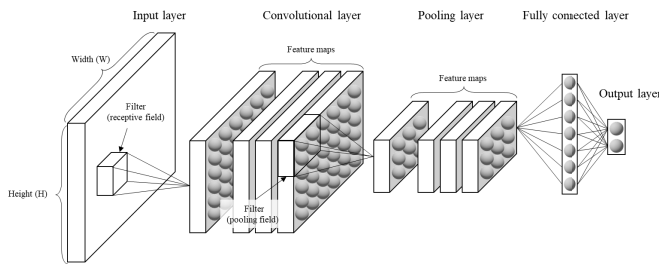 Input layer
Convolutional layer
Pooling layer
Fully connected layer
Feature maps
Width (W)
Feature maps
Output layer
Filter
(receptive field)
Height (H)
Filter
(pooling field)